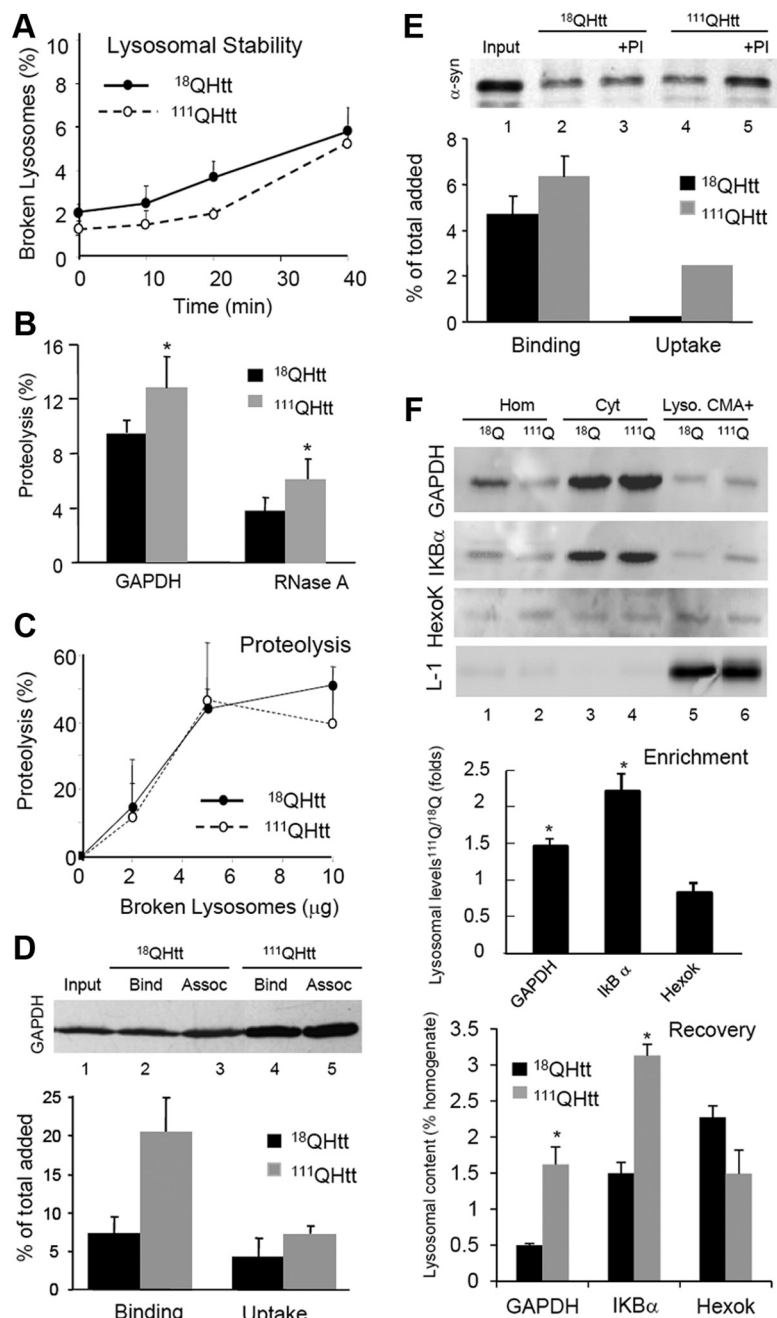 A
Lysosomal Stability
18QHtt
111QHtt
Broken Lysosomes (%)
10
8
6
4
2
0
0 10 20 30 40
Time (min)
B
Proteolysis (%)
16
12
8
4
0
*
*
18QHtt
111QHtt
GAPDH RNase A
C
Proteolysis
Proteolysis (%)
60
40
20
0
18QHtt
111QHtt
0 2 4 6 8 10
Broken Lysosomes (μg)
D
18QHtt 111QHtt
Input Bind Assoc Bind Assoc
GAPDH
1 2 3 4 5
% of total added
25
20
15
10
5
0
18QHtt
111QHtt
Binding Uptake
E
18QHtt 111QHtt
Input +PI +PI
α-syn
1 2 3 4 5
% of total added
8
6
4
2
0
18QHtt
111QHtt
Binding Uptake
F
Hom Cyt Lyso. CMA+
18Q 111Q 18Q 111Q 18Q 111Q
GAPDH
IKBα
HexoK
L-1
1 2 3 4 5 6
Enrichment
Lysosomal levels 111Q/18Q (folds)
2.5
2
1.5
1
0.5
0
*
*
GAPDH IkB α Hexok
Recovery
Lysosomal content (% homogenate)
3.5
3
2.5
2
1.5
1
0.5
0
18QHtt
111QHtt
*
*
GAPDH IKBα Hexok